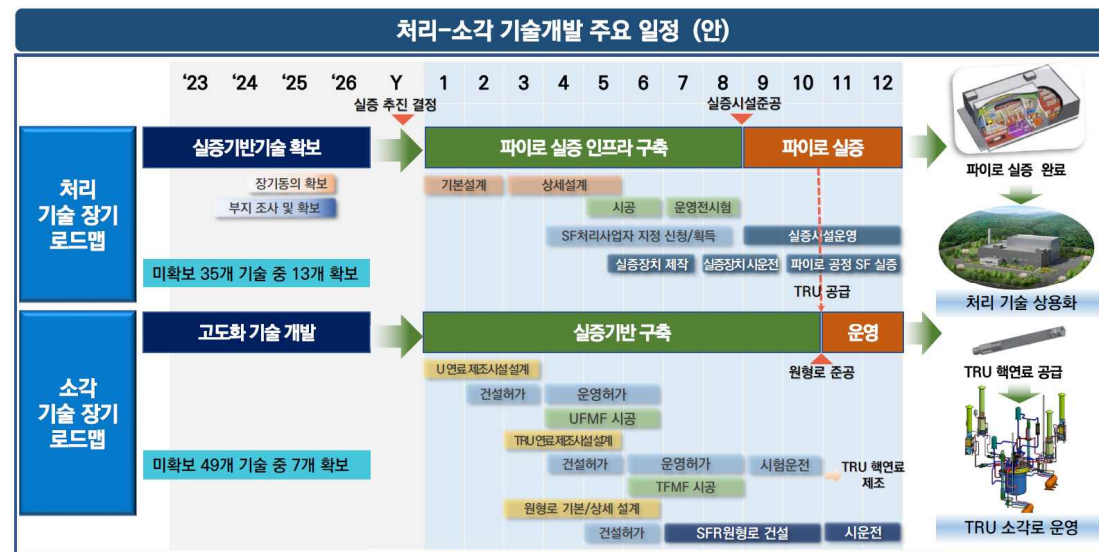 처리-소각 기술개발 주요 일정 (안)
‘23 ‘24 ‘25 ‘26 Y 1 2 3 4 5 6 7 8 9 10 11 12
실증 추진 결정
실증시설준공
처리
기술 장기
로드맵
실증기반기술 확보
파이로 실증 인프라 구축
파이로 실증
장기동의 확보
부지 조사 및 확보
기본설계
상세설계
시공
운영전시험
SF처리사업자 지정 신청/획득
실증시설운영
실증장치 제작
실증장치 시운전
파이로 공정 SF 실증
미확보 35개 기술 중 13개 확보
TRU 공급
파이로 실증 완료
처리 기술 상용화
소각
기술 장기
로드맵
고도화 기술 개발
실증기반 구축
운영
원형로 준공
U연료제조시설설계
건설허가
운영허가
UFMF 시공
TRU연료제조시설설계
미확보 49개 기술 중 7개 확보
건설허가
운영허가
시험운전
TRU 핵연료
제조
TFMF 시공
원형로 기본/상세 설계
건설허가
SFR원형로 건설
시운전
TRU 핵연료 공급
TRU 소각로 운영